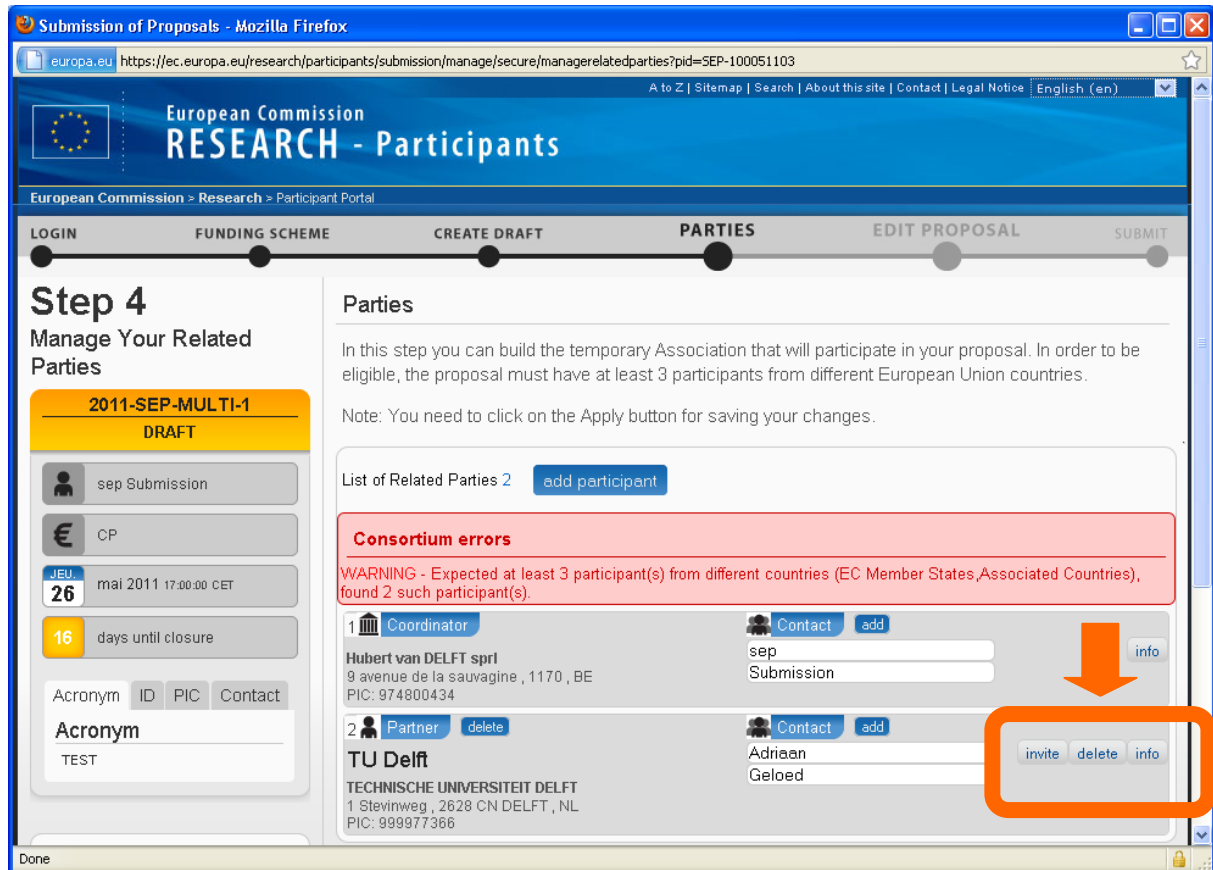 Submission of Proposals - Mozilla Firefox
europa.eu https://ec.europa.eu/research/participants/submission/manage/secure/managerelatedparties?pid=SEP-100051103
A to Z | Sitemap | Search | About this site | Contact | Legal Notice English (en)
European Commission
RESEARCH - Participants
European Commission > Research > Participant Portal
LOGIN FUNDING SCHEME CREATE DRAFT PARTIES EDIT PROPOSAL SUBMIT
Step 4
Manage Your Related
Parties
2011-SEP-MULTI-1
DRAFT
sep Submission
€ CP
JEU.
26
mai 2011 17:00:00 CET
16 days until closure
Acronym ID PIC Contact
Acronym
TEST
Parties
In this step you can build the temporary Association that will participate in your proposal. In order to be
eligible, the proposal must have at least 3 participants from different European Union countries.
Note: You need to click on the Apply button for saving your changes.
List of Related Parties 2 add participant
Consortium errors
WARNING - Expected at least 3 participant(s) from different countries (EC Member States,Associated Countries),
found 2 such participant(s).
1 Coordinator Contact add
Hubert van DELFT sprl
9 avenue de la sauvagine , 1170 , BE
PIC: 974800434
sep
Submission
info
2 Partner delete Contact add
TU Delft
TECHNISCHE UNIVERSITEIT DELFT
1 Stevinweg , 2628 CN DELFT , NL
PIC: 999977366
Adriaan
Geloed
invite delete info
Done